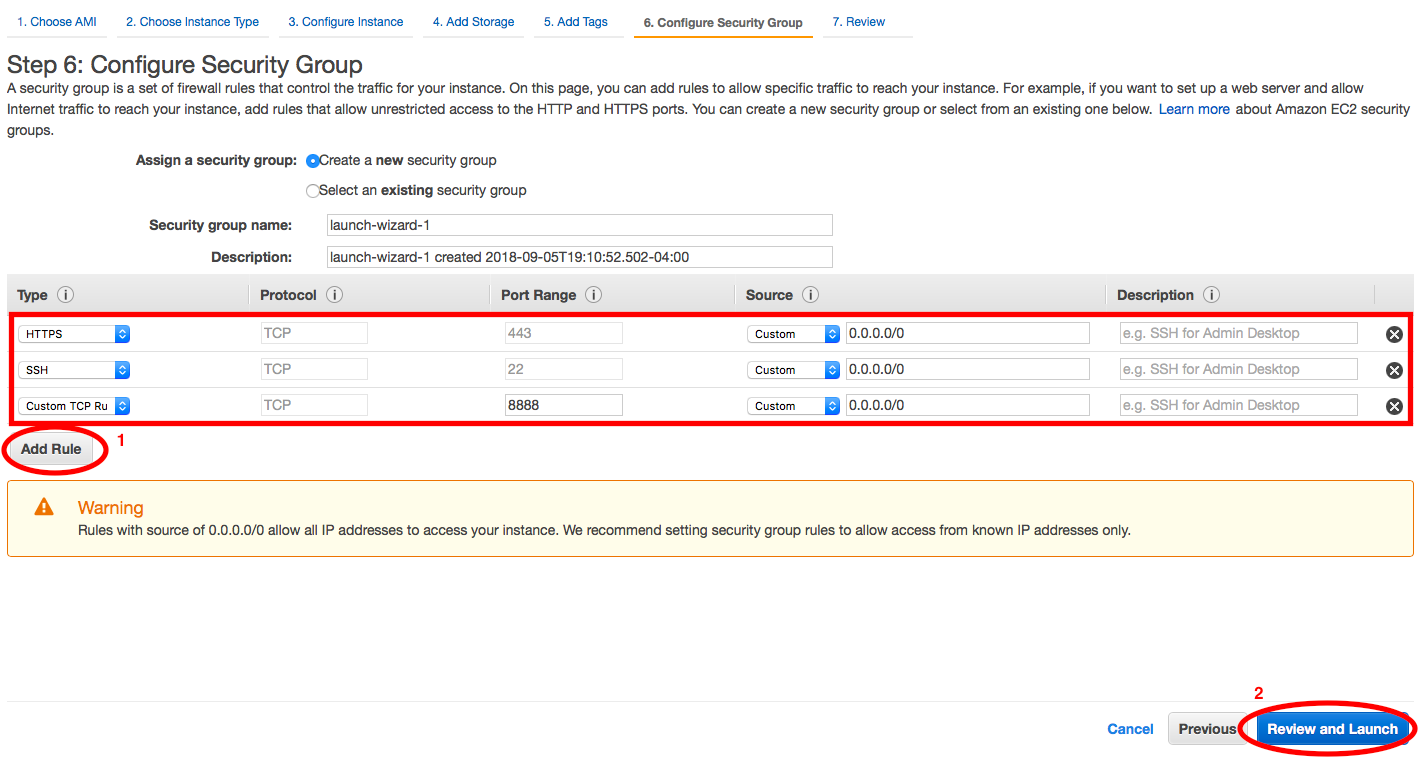 1. Choose AMI 2. Choose Instance Type 3. Configure Instance 4. Add Storage 5. Add Tags 6. Configure Security Group 7. Review
Step 6: Configure Security Group
A security group is a set of firewall rules that control the traffic for your instance. On this page, you can add rules to allow specific traffic to reach your instance. For example, if you want to set up a web server and allow
Internet traffic to reach your instance, add rules that allow unrestricted access to the HTTP and HTTPS ports. You can create a new security group or select from an existing one below. Learn more about Amazon EC2 security
groups.
Assign a security group: Create a new security group
Select an existing security group
Security group name: launch-wizard-1
Description: launch-wizard-1 created 2018-09-05T19:10:52.502-04:00
Type i Protocol i Port Range i Source i Description i
HTTPS TCP 443 Custom 0.0.0.0/0 e.g. SSH for Admin Desktop
SSH TCP 22 Custom 0.0.0.0/0 e.g. SSH for Admin Desktop
Custom TCP Ru TCP 8888 Custom 0.0.0.0/0 e.g. SSH for Admin Desktop
Add Rule 1
Warning
Rules with source of 0.0.0.0/0 allow all IP addresses to access your instance. We recommend setting security group rules to allow access from known IP addresses only.
2
Cancel Previous Review and Launch